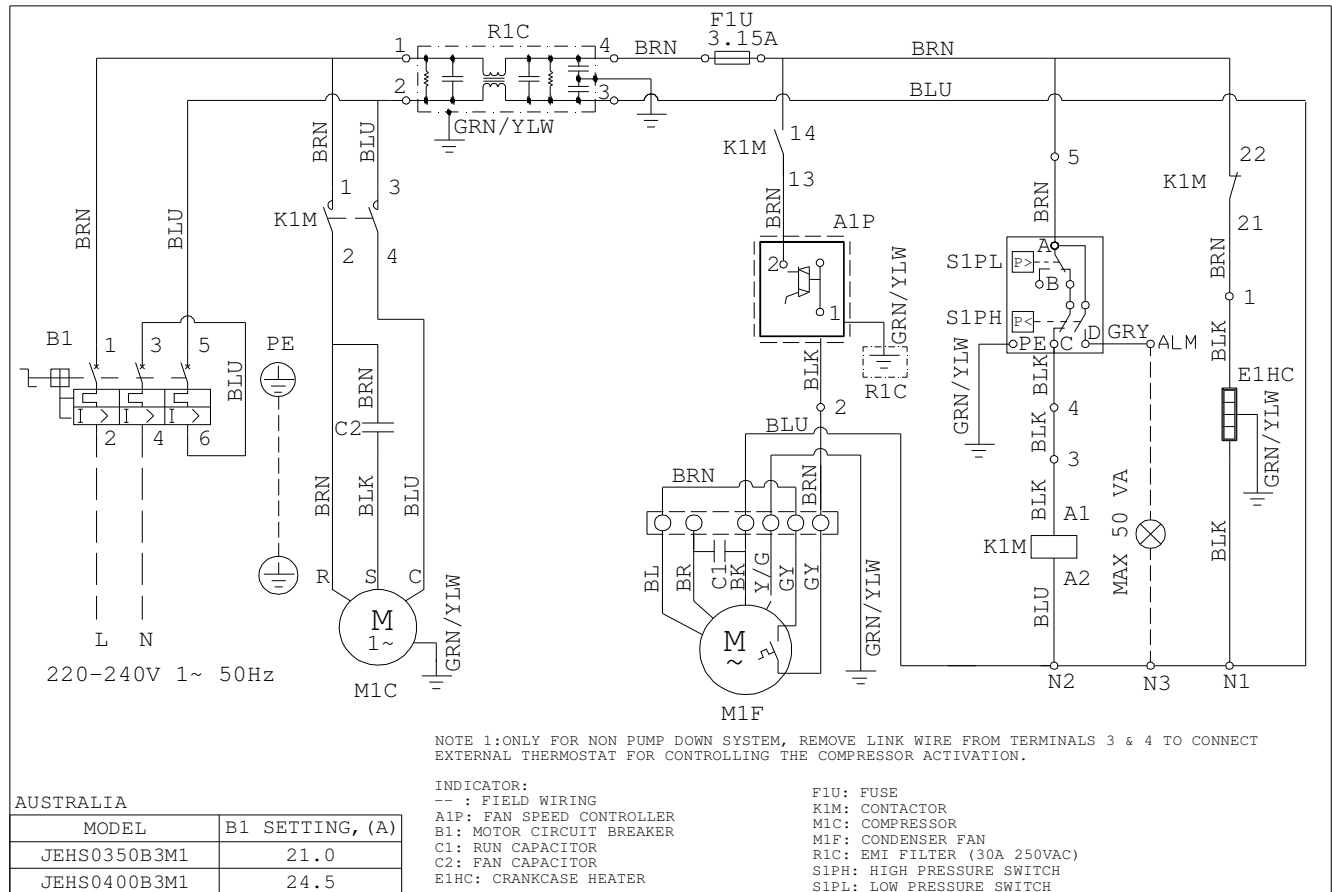 R1C
F1U
3.15A
1
4
BRN
BRN
2
3
BLU
GRN/YLW
BRN
BLU
14
K1M
13
BRN
5
BRN
22
K1M
21
BRN
BRN
BLU
1
3
K1M
2
4
A1P
2
1
GRN/YLW
R1C
S1PL
P>
A
B
S1PH
P<
D
GRY
ALM
PE
C
1
BLK
E1HC
GRN/YLW
B1
1
3
5
BLU
PE
I >
I >
I >
2
4
6
BRN
C2
BLK
2
BLU
GRN/YLW
BLK
4
BLK
3
BLK
A1
K1M
A2
BLU
MAX 50 VA
BLK
BRN
BLK
BLU
BRN
BRN
BL
BR
C1
BK
Y/G
GY
GY
GRN/YLW
R
S
C
M
1~
GRN/YLW
M1C
M
~
M1F
L
N
220-240V 1~ 50Hz
N2
N3
N1
NOTE 1:ONLY FOR NON PUMP DOWN SYSTEM, REMOVE LINK WIRE FROM TERMINALS 3 & 4 TO CONNECT
EXTERNAL THERMOSTAT FOR CONTROLLING THE COMPRESSOR ACTIVATION.
INDICATOR:
-- : FIELD WIRING
A1P: FAN SPEED CONTROLLER
B1: MOTOR CIRCUIT BREAKER
C1: RUN CAPACITOR
C2: FAN CAPACITOR
E1HC: CRANKCASE HEATER
F1U: FUSE
K1M: CONTACTOR
M1C: COMPRESSOR
M1F: CONDENSER FAN
R1C: EMI FILTER (30A 250VAC)
S1PH: HIGH PRESSURE SWITCH
S1PL: LOW PRESSURE SWITCH
AUSTRALIA
MODEL B1 SETTING,(A)
JEHS0350B3M1 21.0
JEHS0400B3M1 24.5